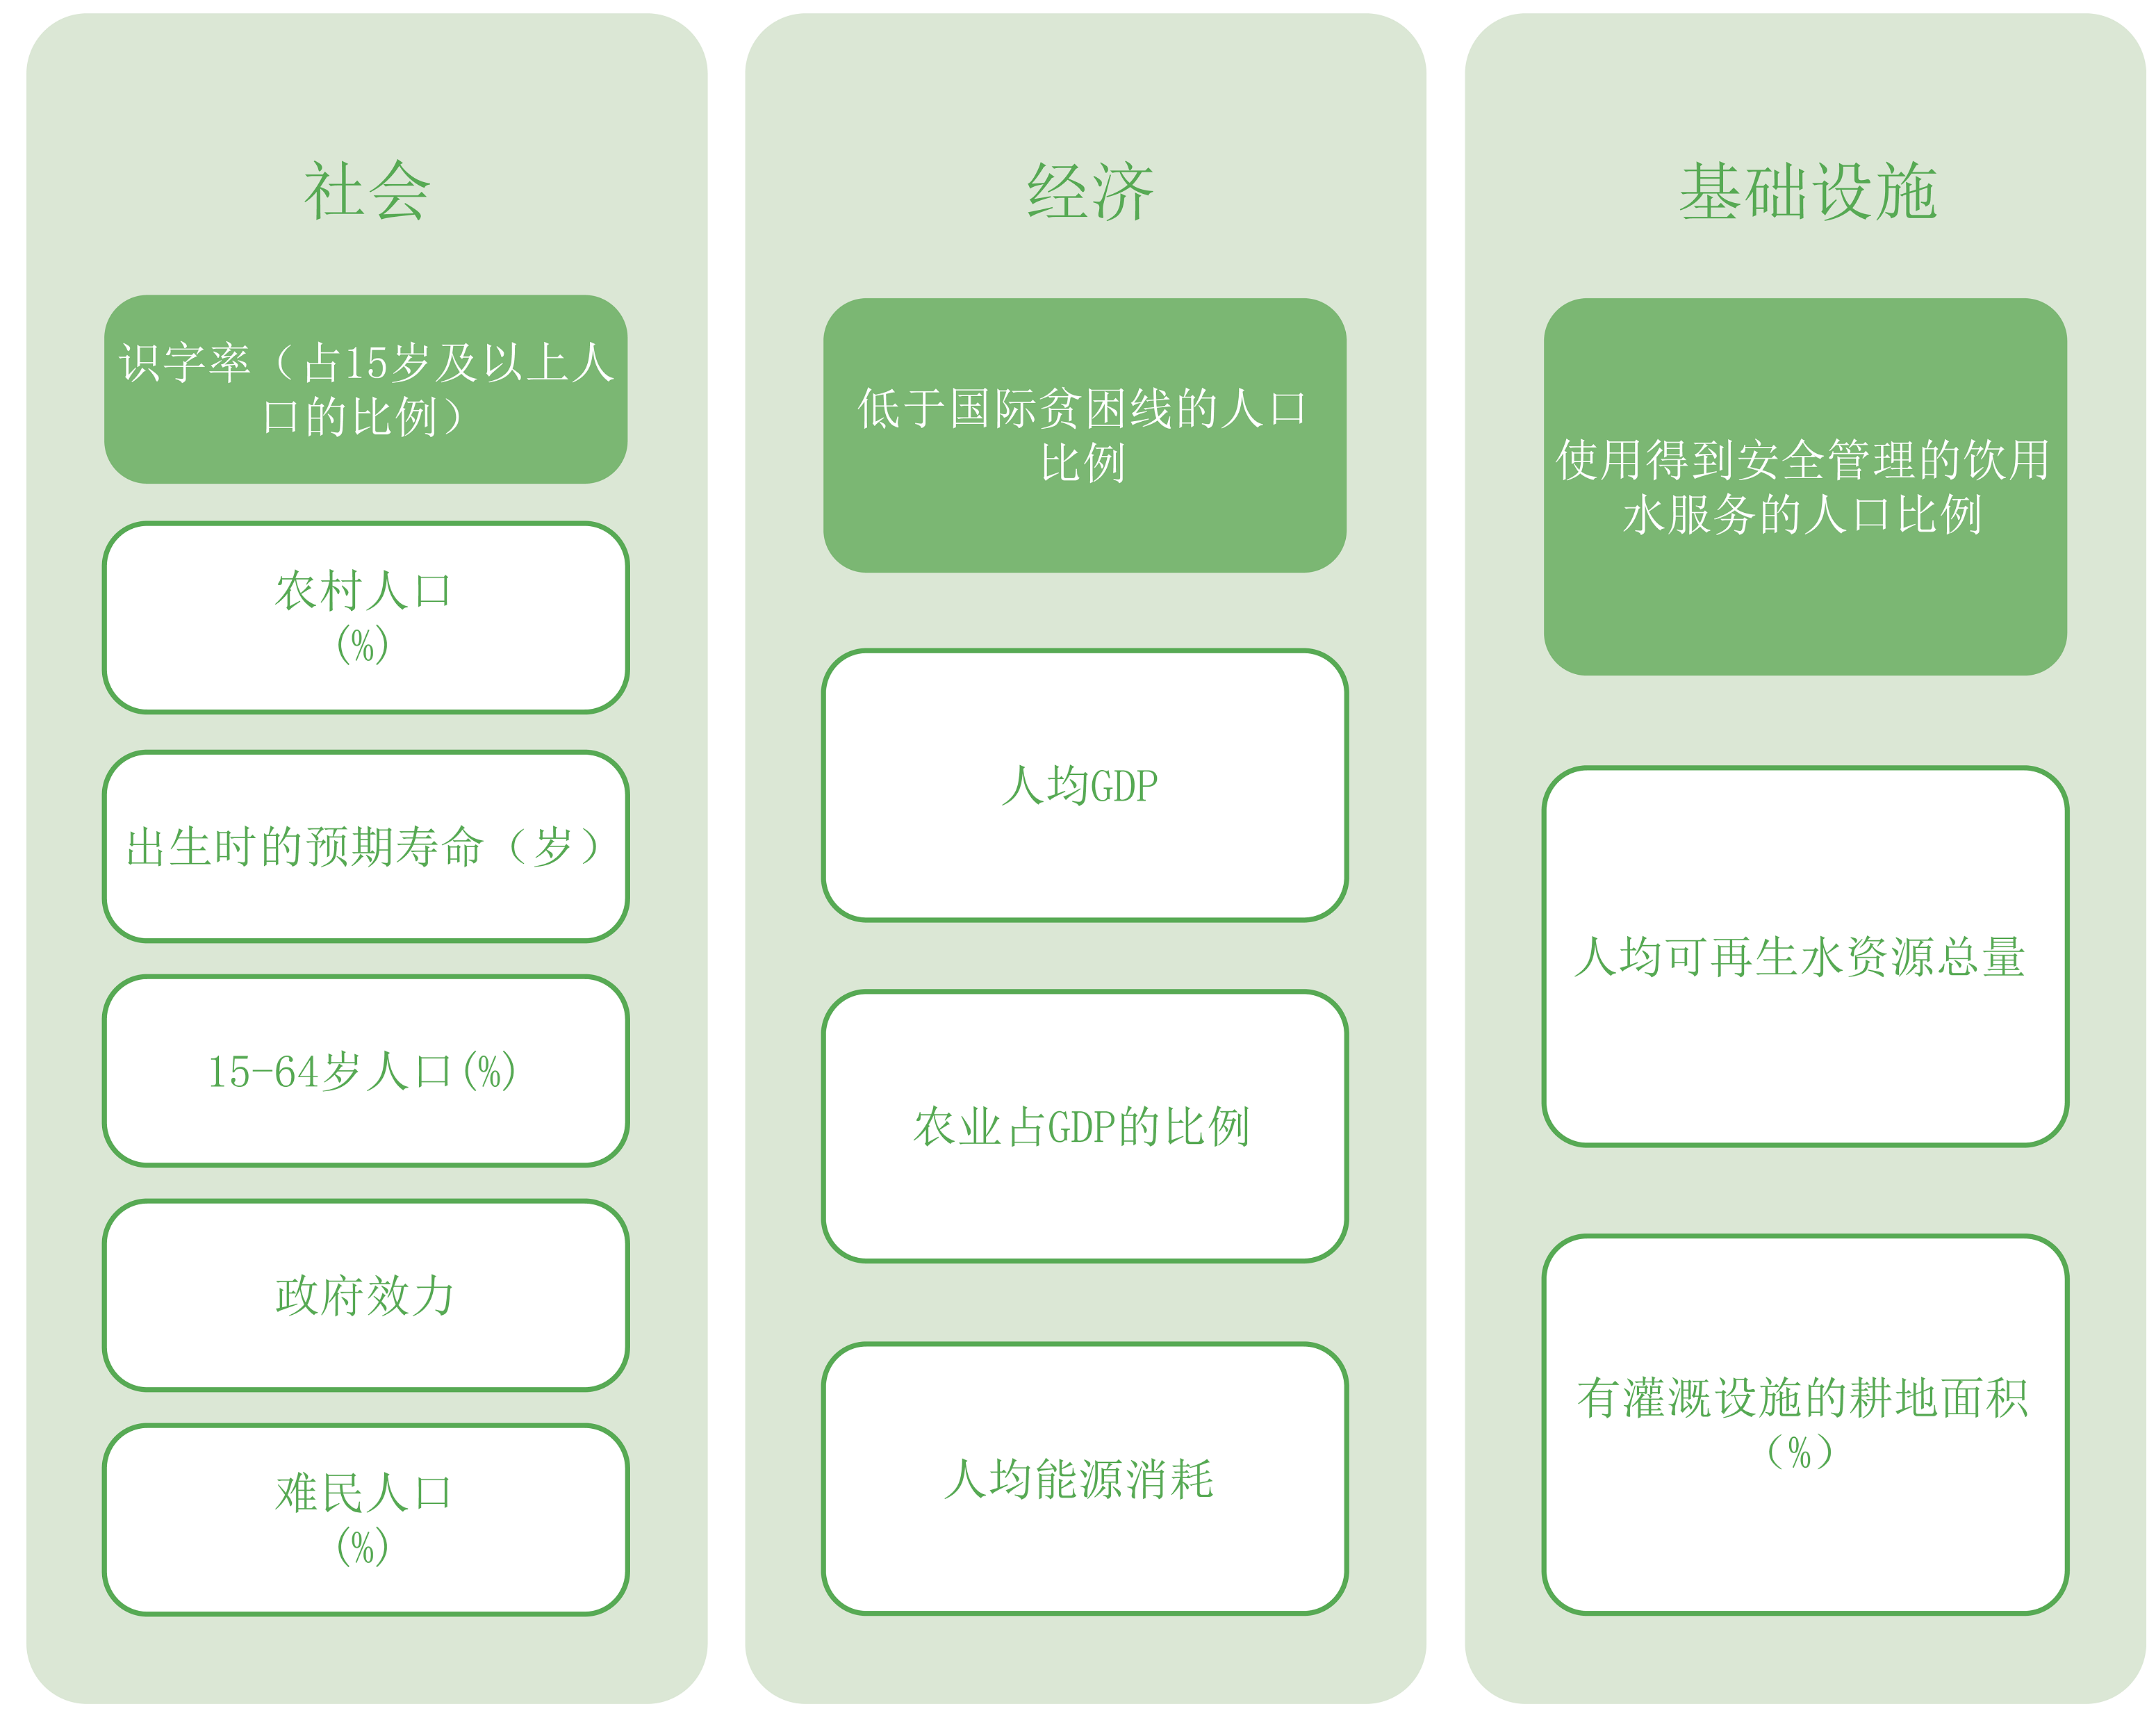 社会
识字率（占15岁及以上人
口的比例）
农村人口
(%)
出生时的预期寿命（岁）
15-64岁人口(%)
政府效力
难民人口
(%)
经济
低于国际贫困线的人口
比例
人均GDP
农业占GDP的比例
人均能源消耗
基础设施
使用得到安全管理的饮用
水服务的人口比例
人均可再生水资源总量
有灌溉设施的耕地面积
（%）